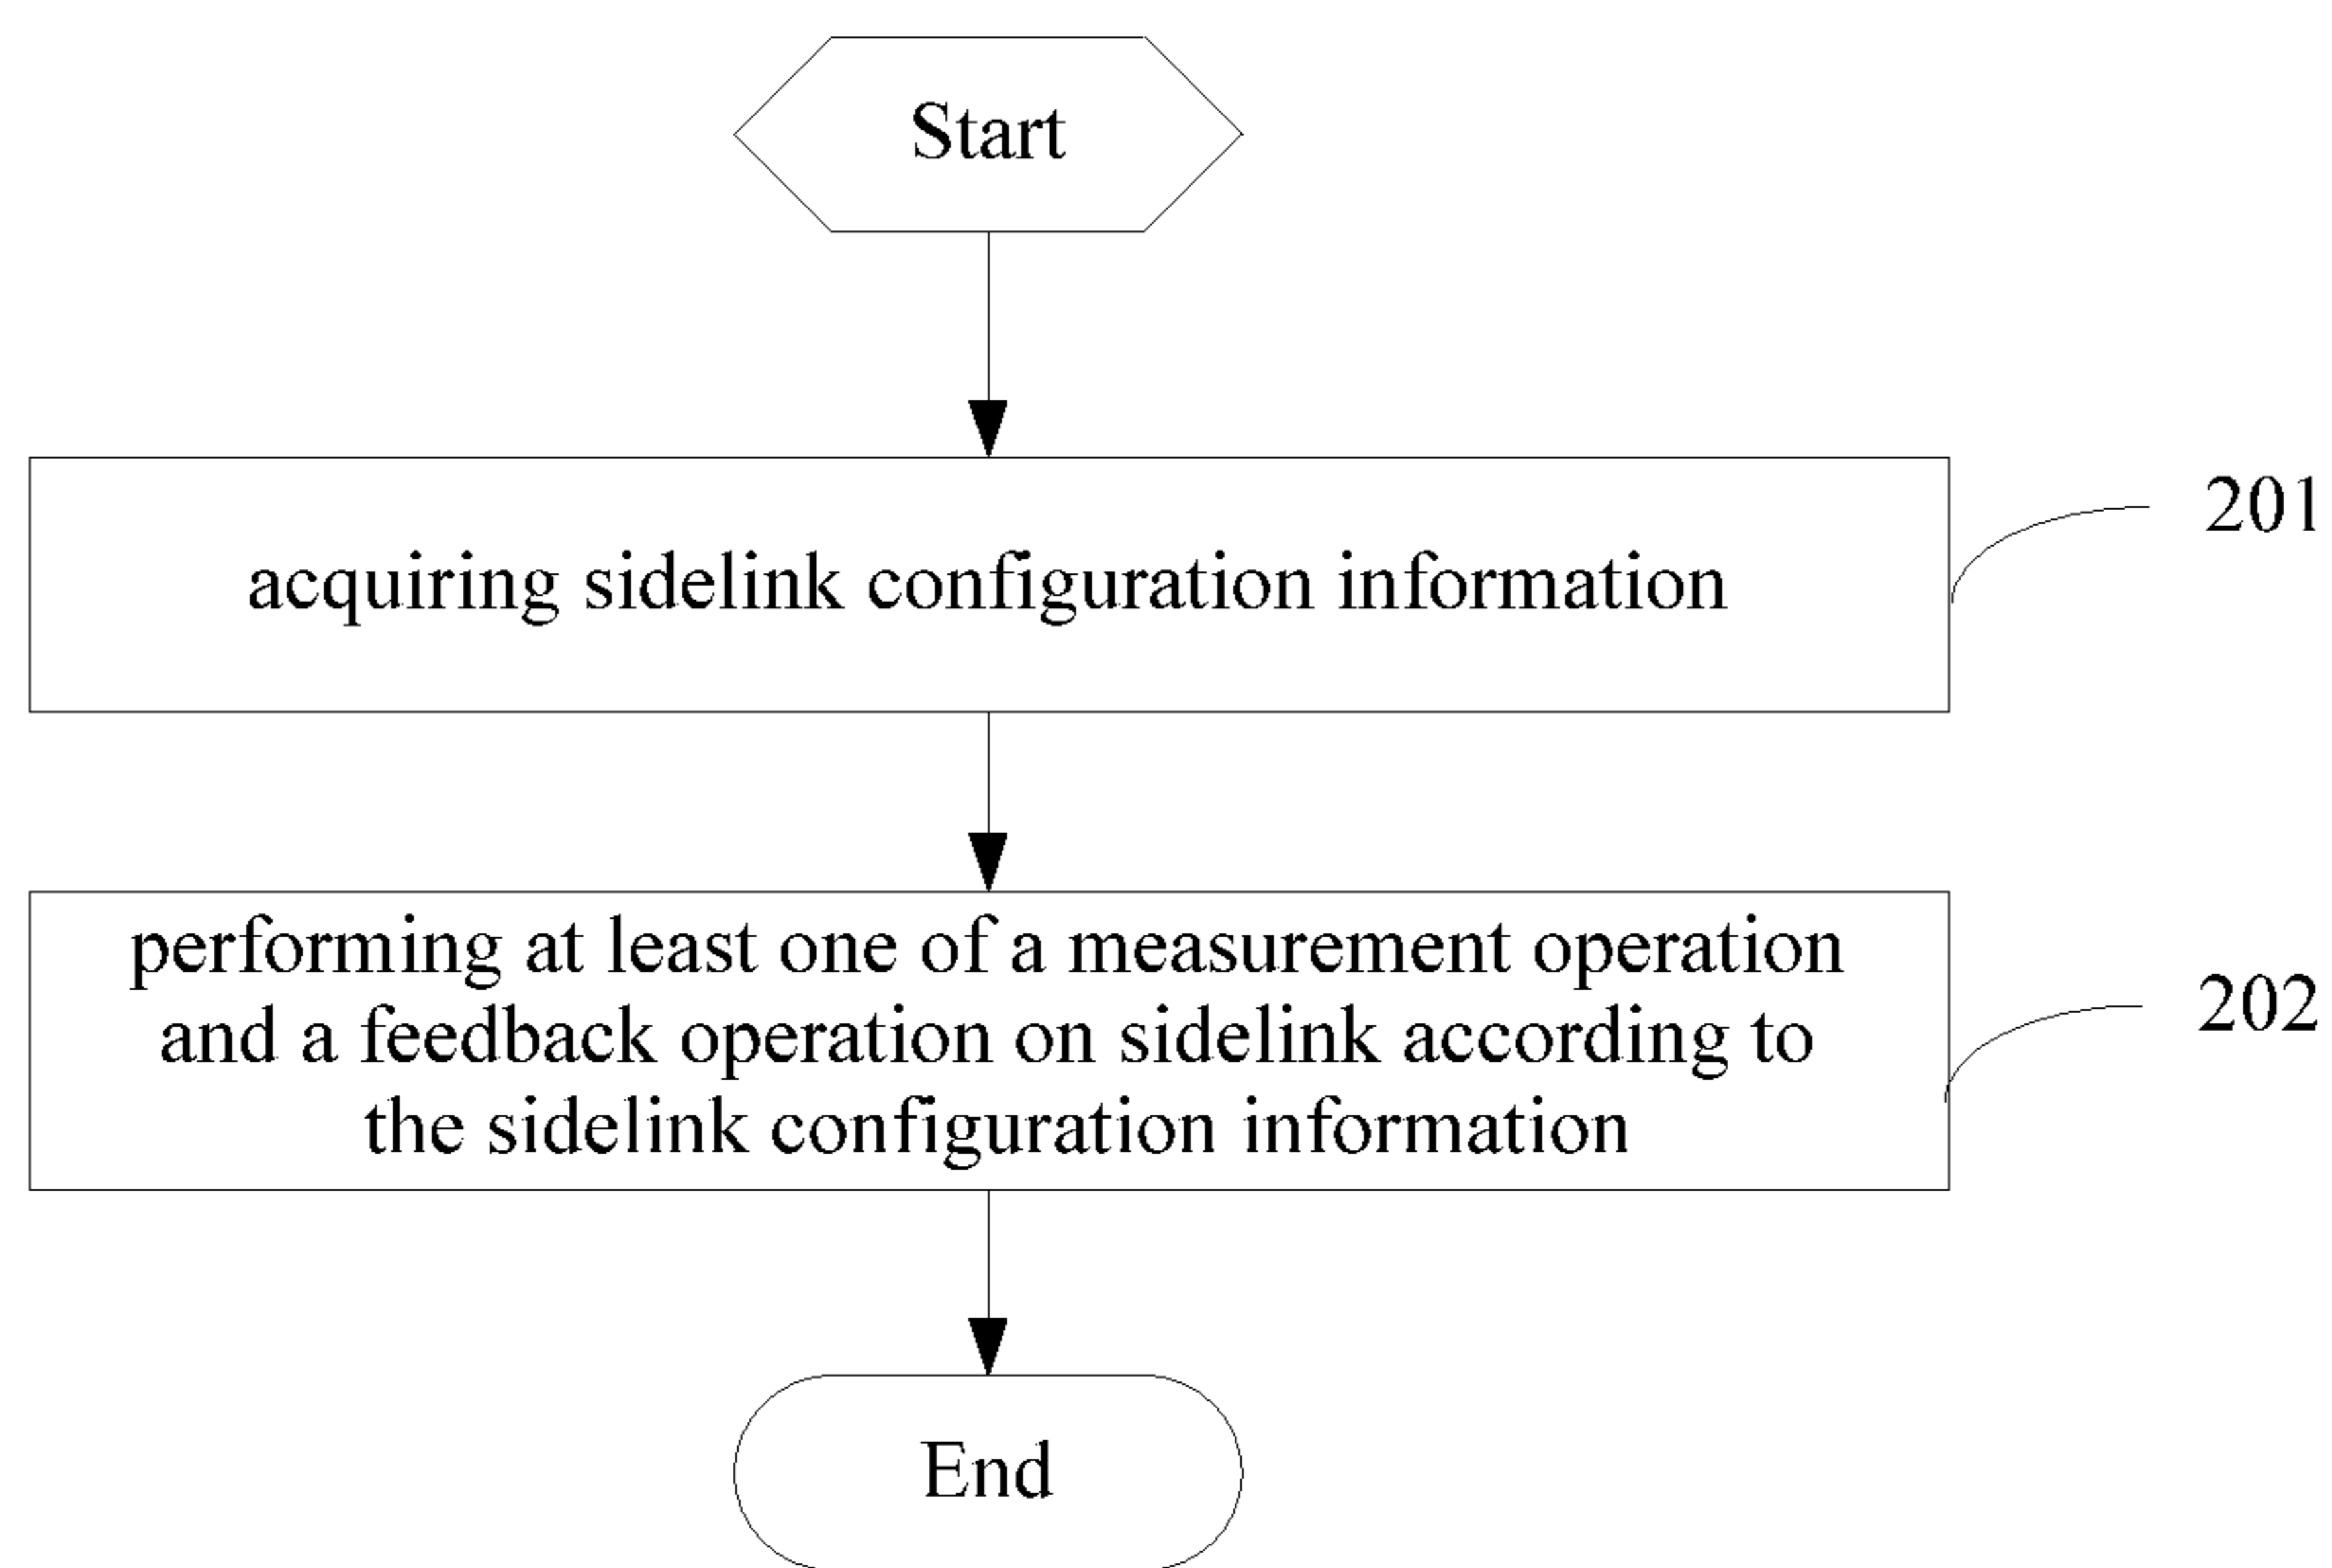 Start
acquiring sidelink configuration information
201
performing at least one of a measurement operation
and a feedback operation on sidelink according to
the sidelink configuration information
202
End